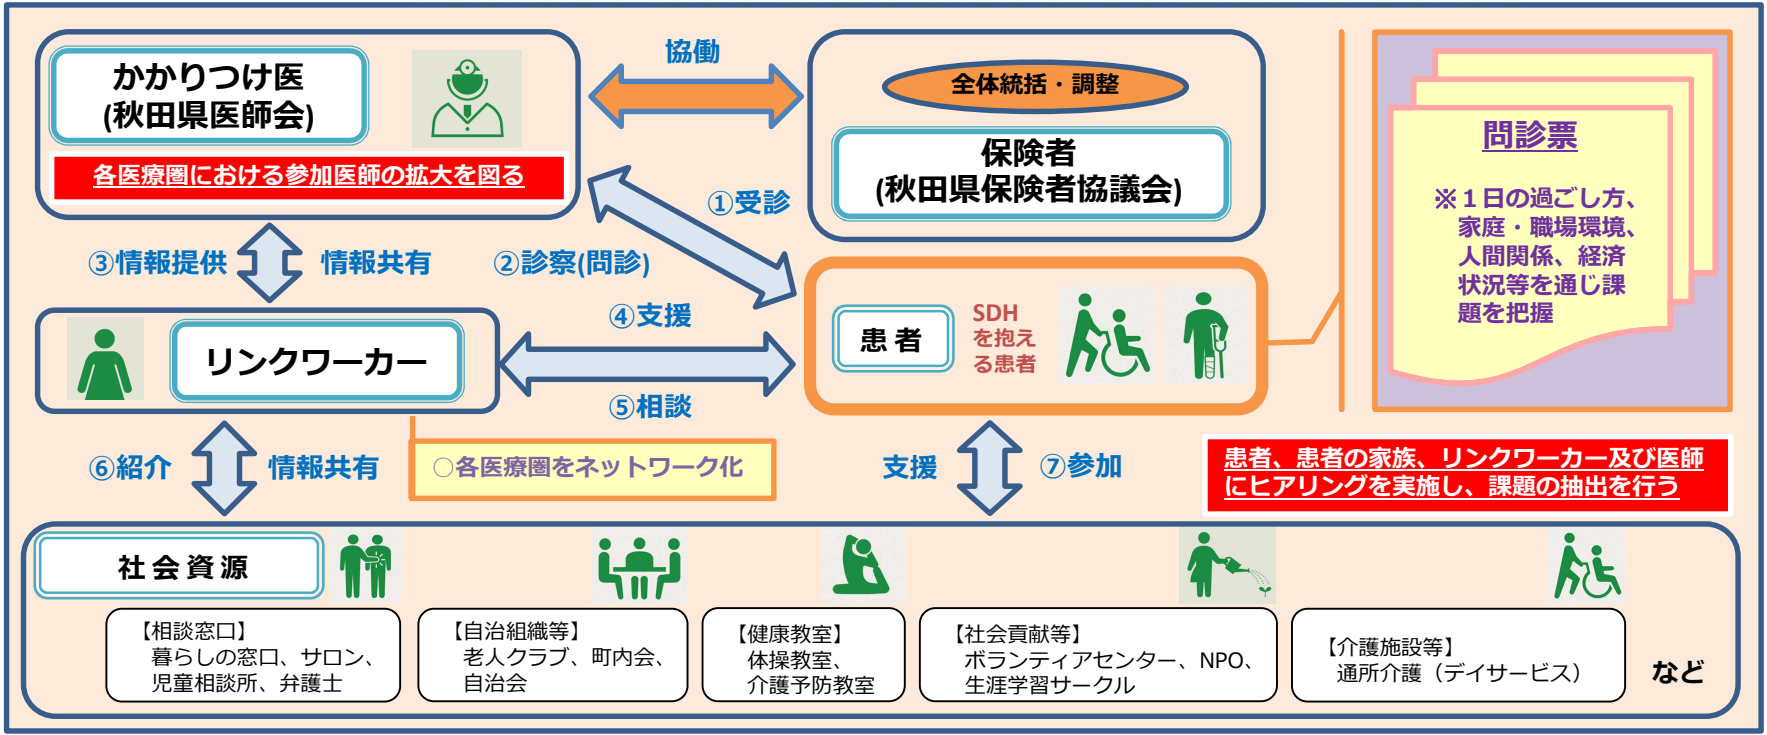 かかりつけ医
(秋田県医師会)
各医療圏における参加医師の拡大を図る
協働
全体統括・調整
保険者
(秋田県保険者協議会)
問診票
※１日の過ごし方、
家庭・職場環境、
人間関係、経済
状況等を通じ課
題を把握
①受診
②診察(問診)
③情報提供
情報共有
リンクワーカー
④支援
⑤相談
患者
SDH
を抱え
る患者
○各医療圏をネットワーク化
⑥紹介
情報共有
支援
⑦参加
患者、患者の家族、リンクワーカー及び医師
にヒアリングを実施し、課題の抽出を行う
社会資源
【相談窓口】
暮らしの窓口、サロン、
児童相談所、弁護士
【自治組織等】
老人クラブ、町内会、
自治会
【健康教室】
体操教室、
介護予防教室
【社会貢献等】
ボランティアセンター、NPO、
生涯学習サークル
【介護施設等】
通所介護（デイサービス）
など